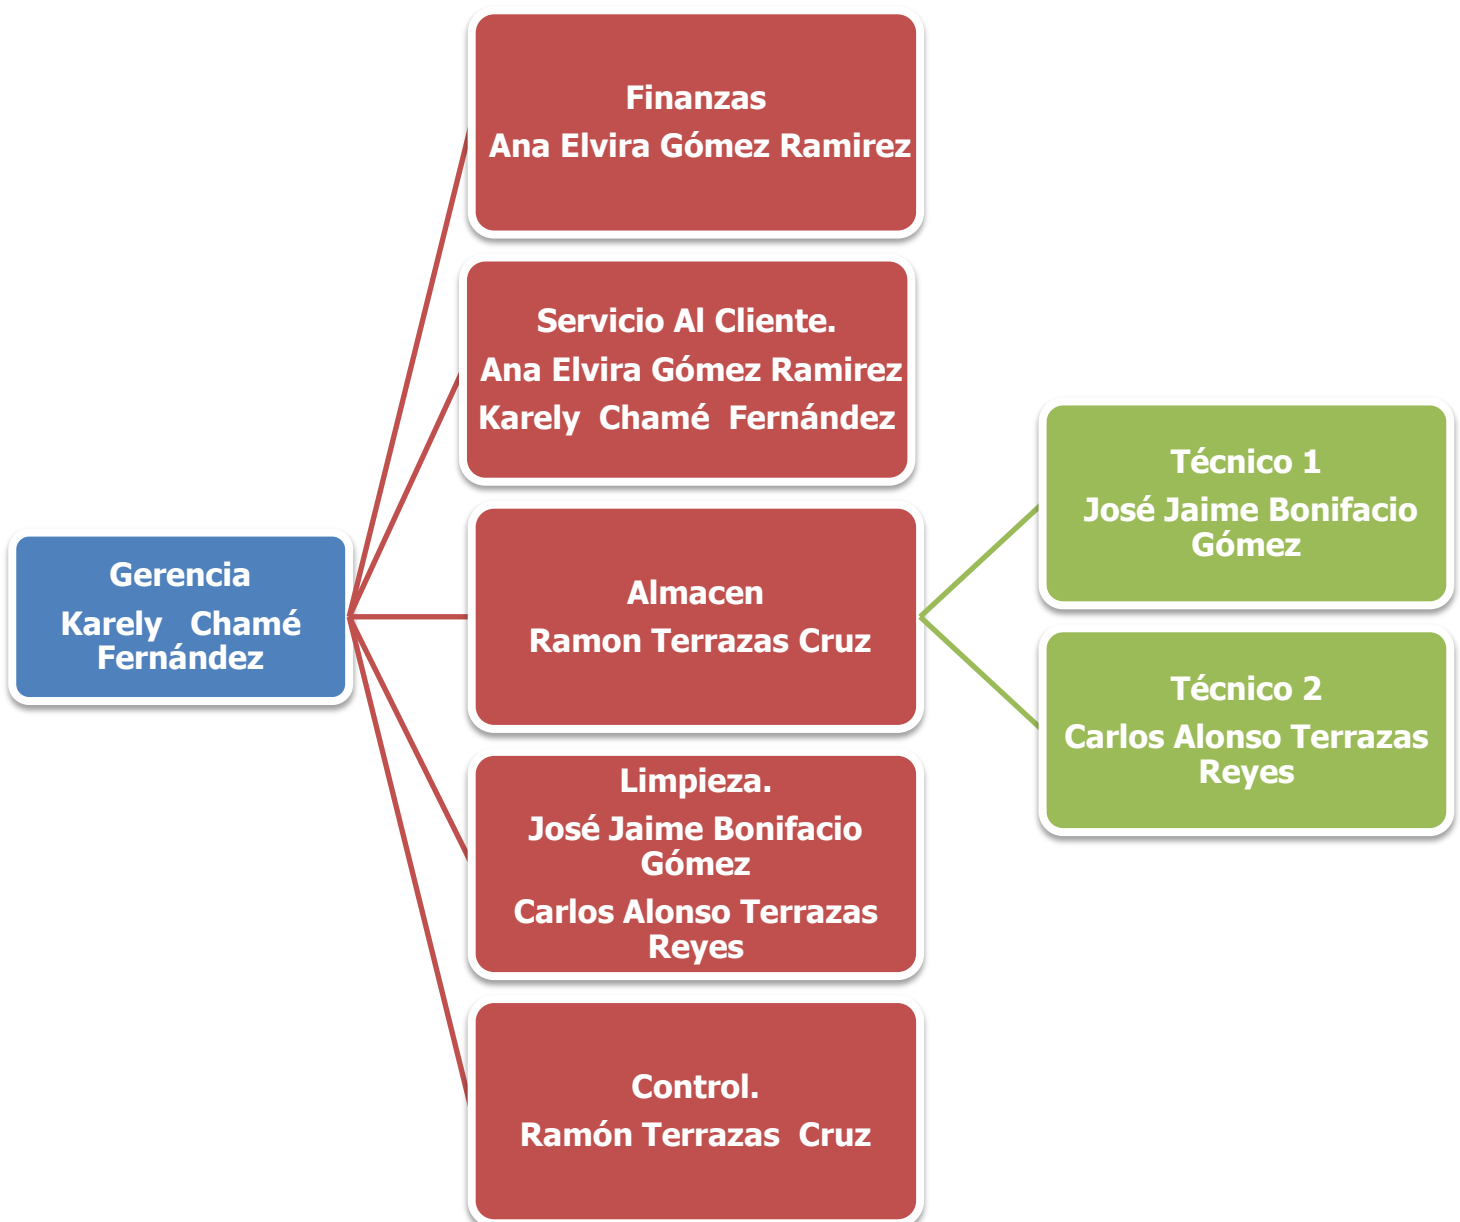 Finanzas
Ana Elvira Gómez Ramirez
Servicio Al Cliente.
Ana Elvira Gómez Ramirez
Karely Chamé Fernández
Gerencia
Karely Chamé
Fernández
Almacen
Ramon Terrazas Cruz
Técnico 1
José Jaime Bonifacio
Gómez
Técnico 2
Carlos Alonso Terrazas
Reyes
Limpieza.
José Jaime Bonifacio
Gómez
Carlos Alonso Terrazas
Reyes
Control.
Ramón Terrazas Cruz